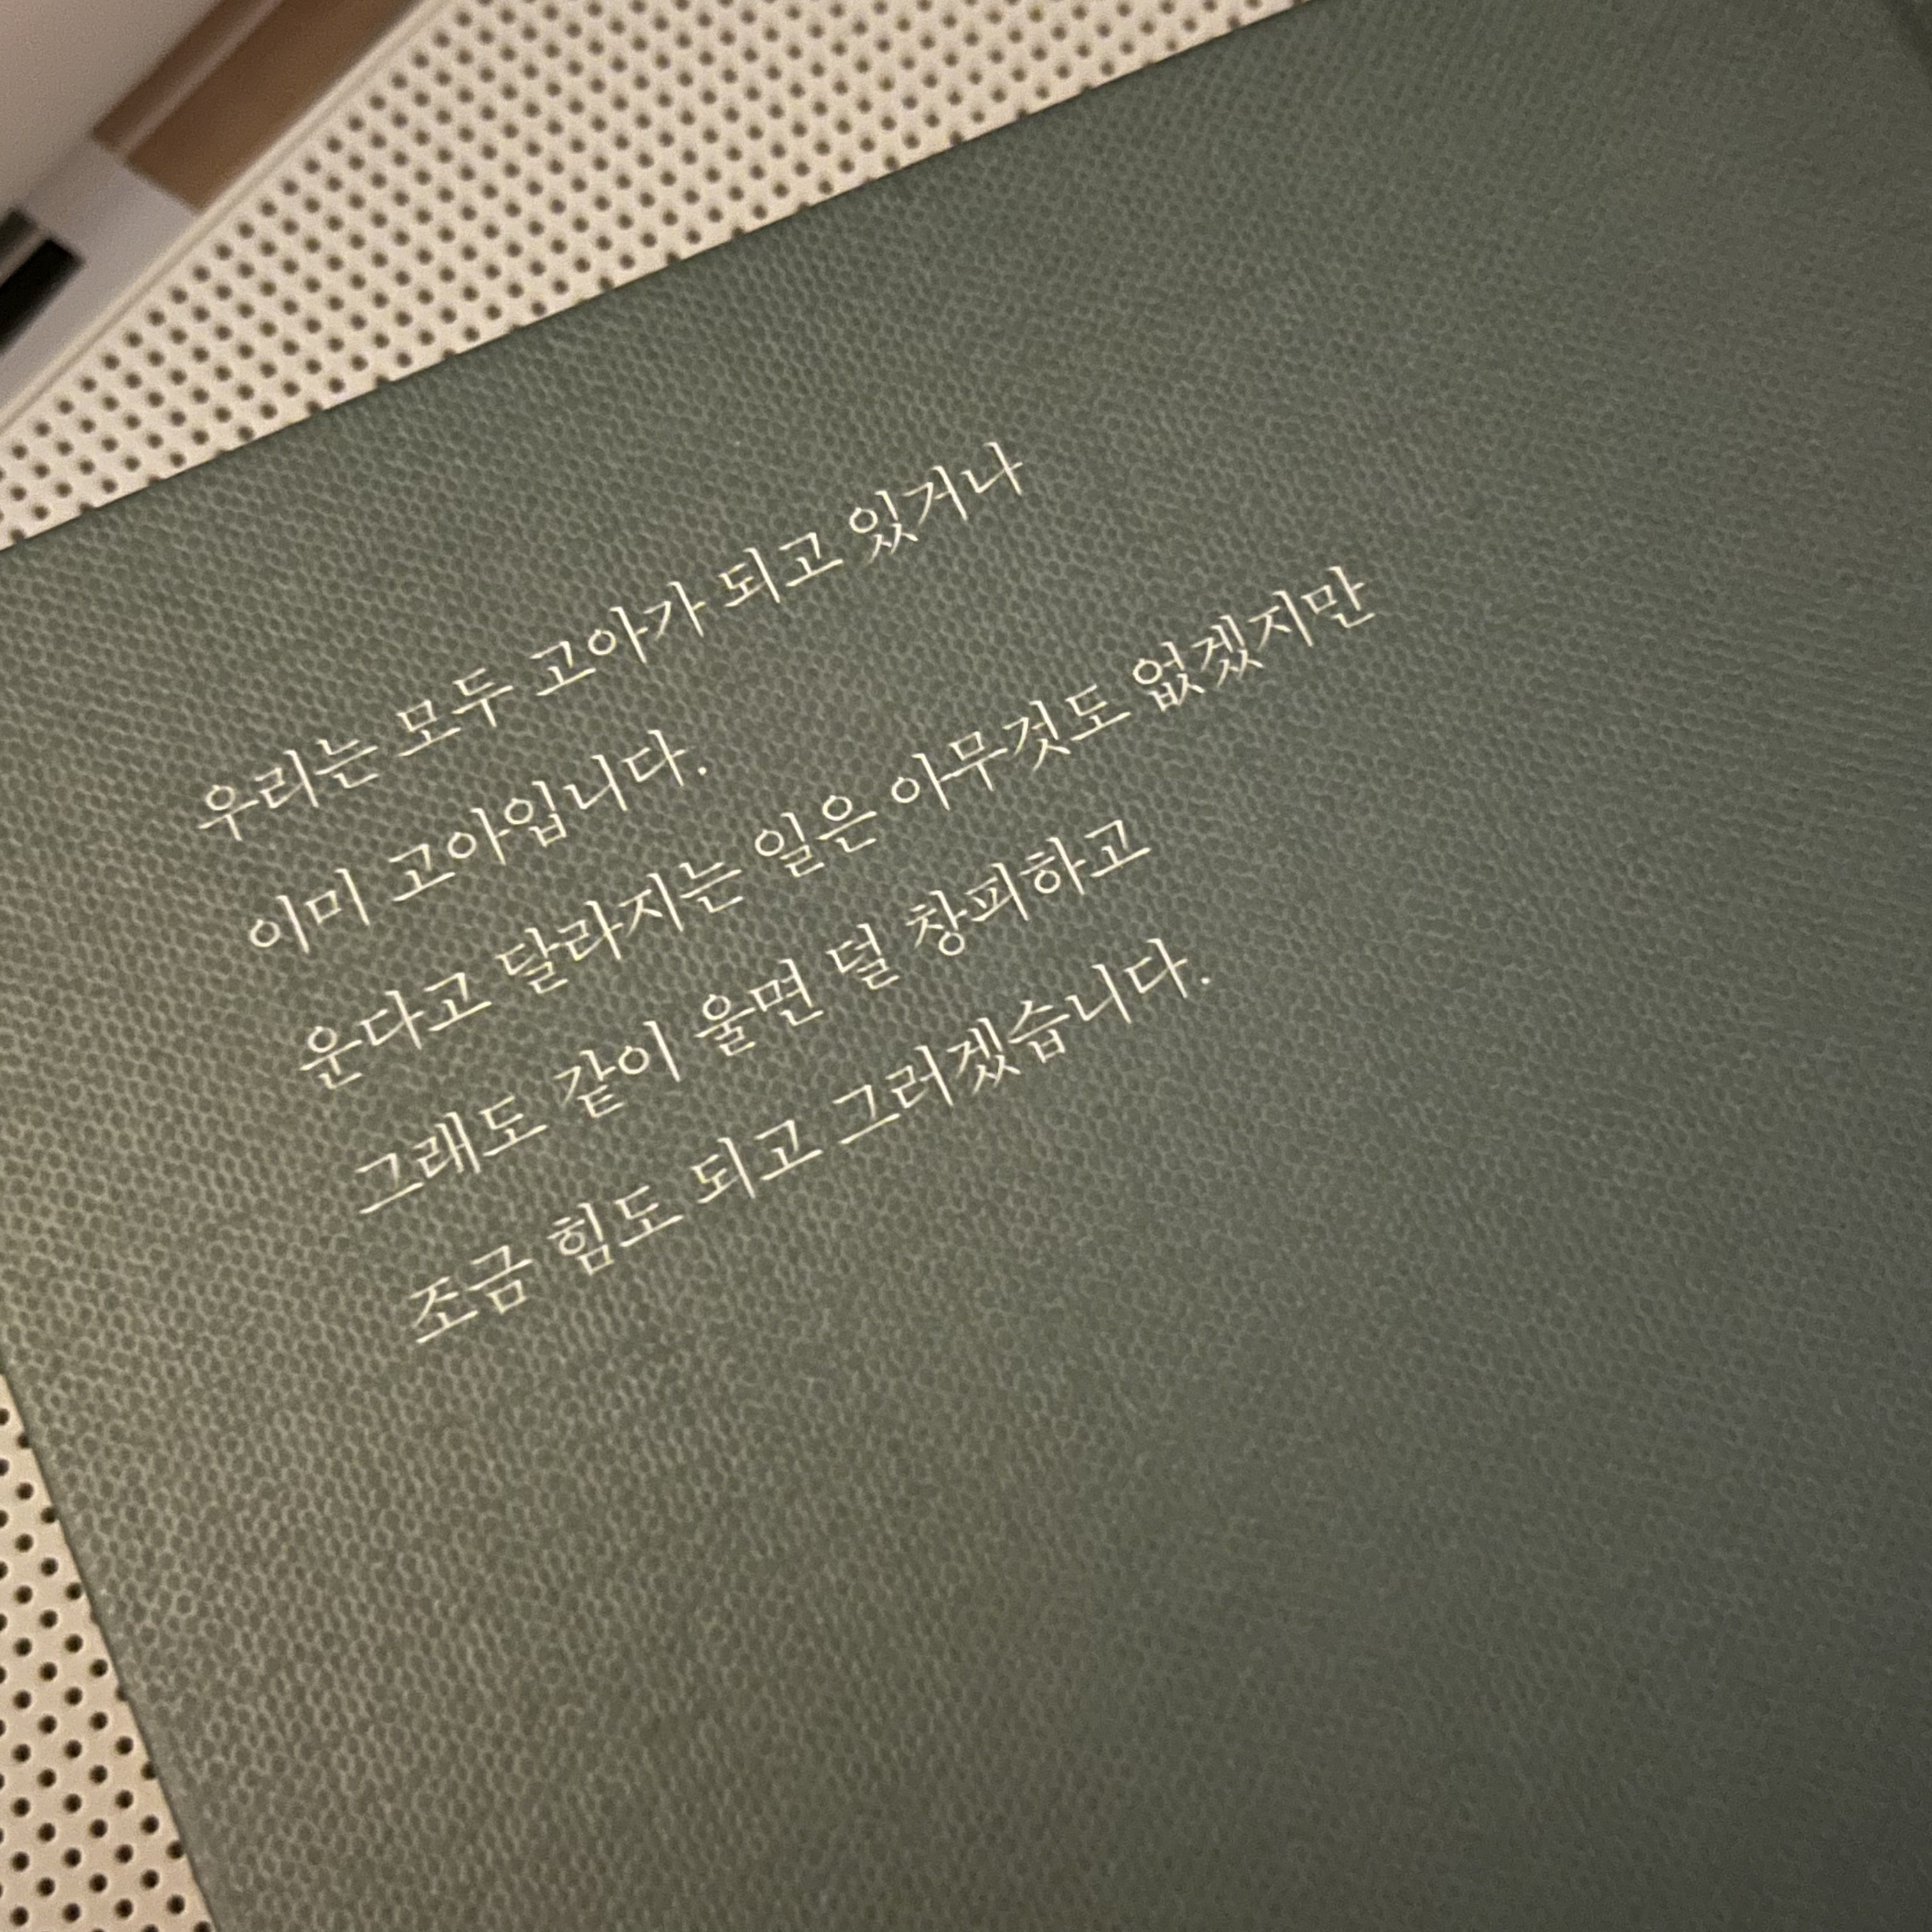 우리는 모두 고아가 되고 있거나
이미 고아입니다.
운다고 달라지는 일은 아무것도 없겠지만
그래도 같이 울면 덜 창피하고
조금 힘도 되고 그러겠습니다.